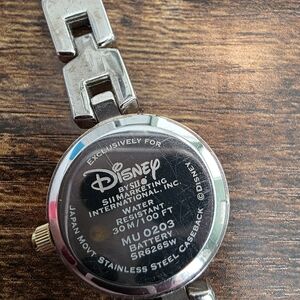 EXCLUSIVELY FOR
DISNEY
BY SII
SII MARKETING
INTERNATIONAL, INC.
WATER
RESISTANT
30M/100 FT
MU 0203
BATTERY
SR626SW
JAPAN MOVT STAINLESS STEEL CASEBACK © DISNEY